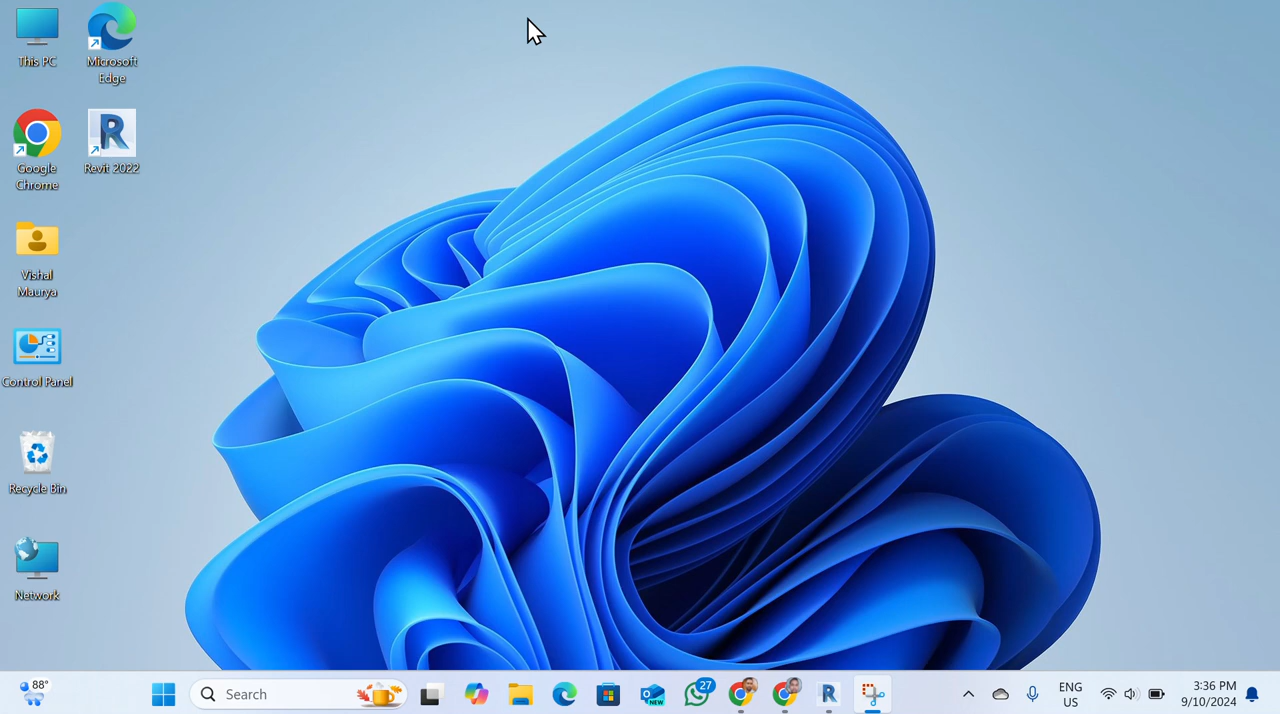 This PC
Microsoft
Edge
Google
Chrome
Revit 2022
Vishal
Maurya
Control Panel
Recycle Bin
Network
88°
Search
NEW
27
ENG
US
3:36 PM
9/10/2024